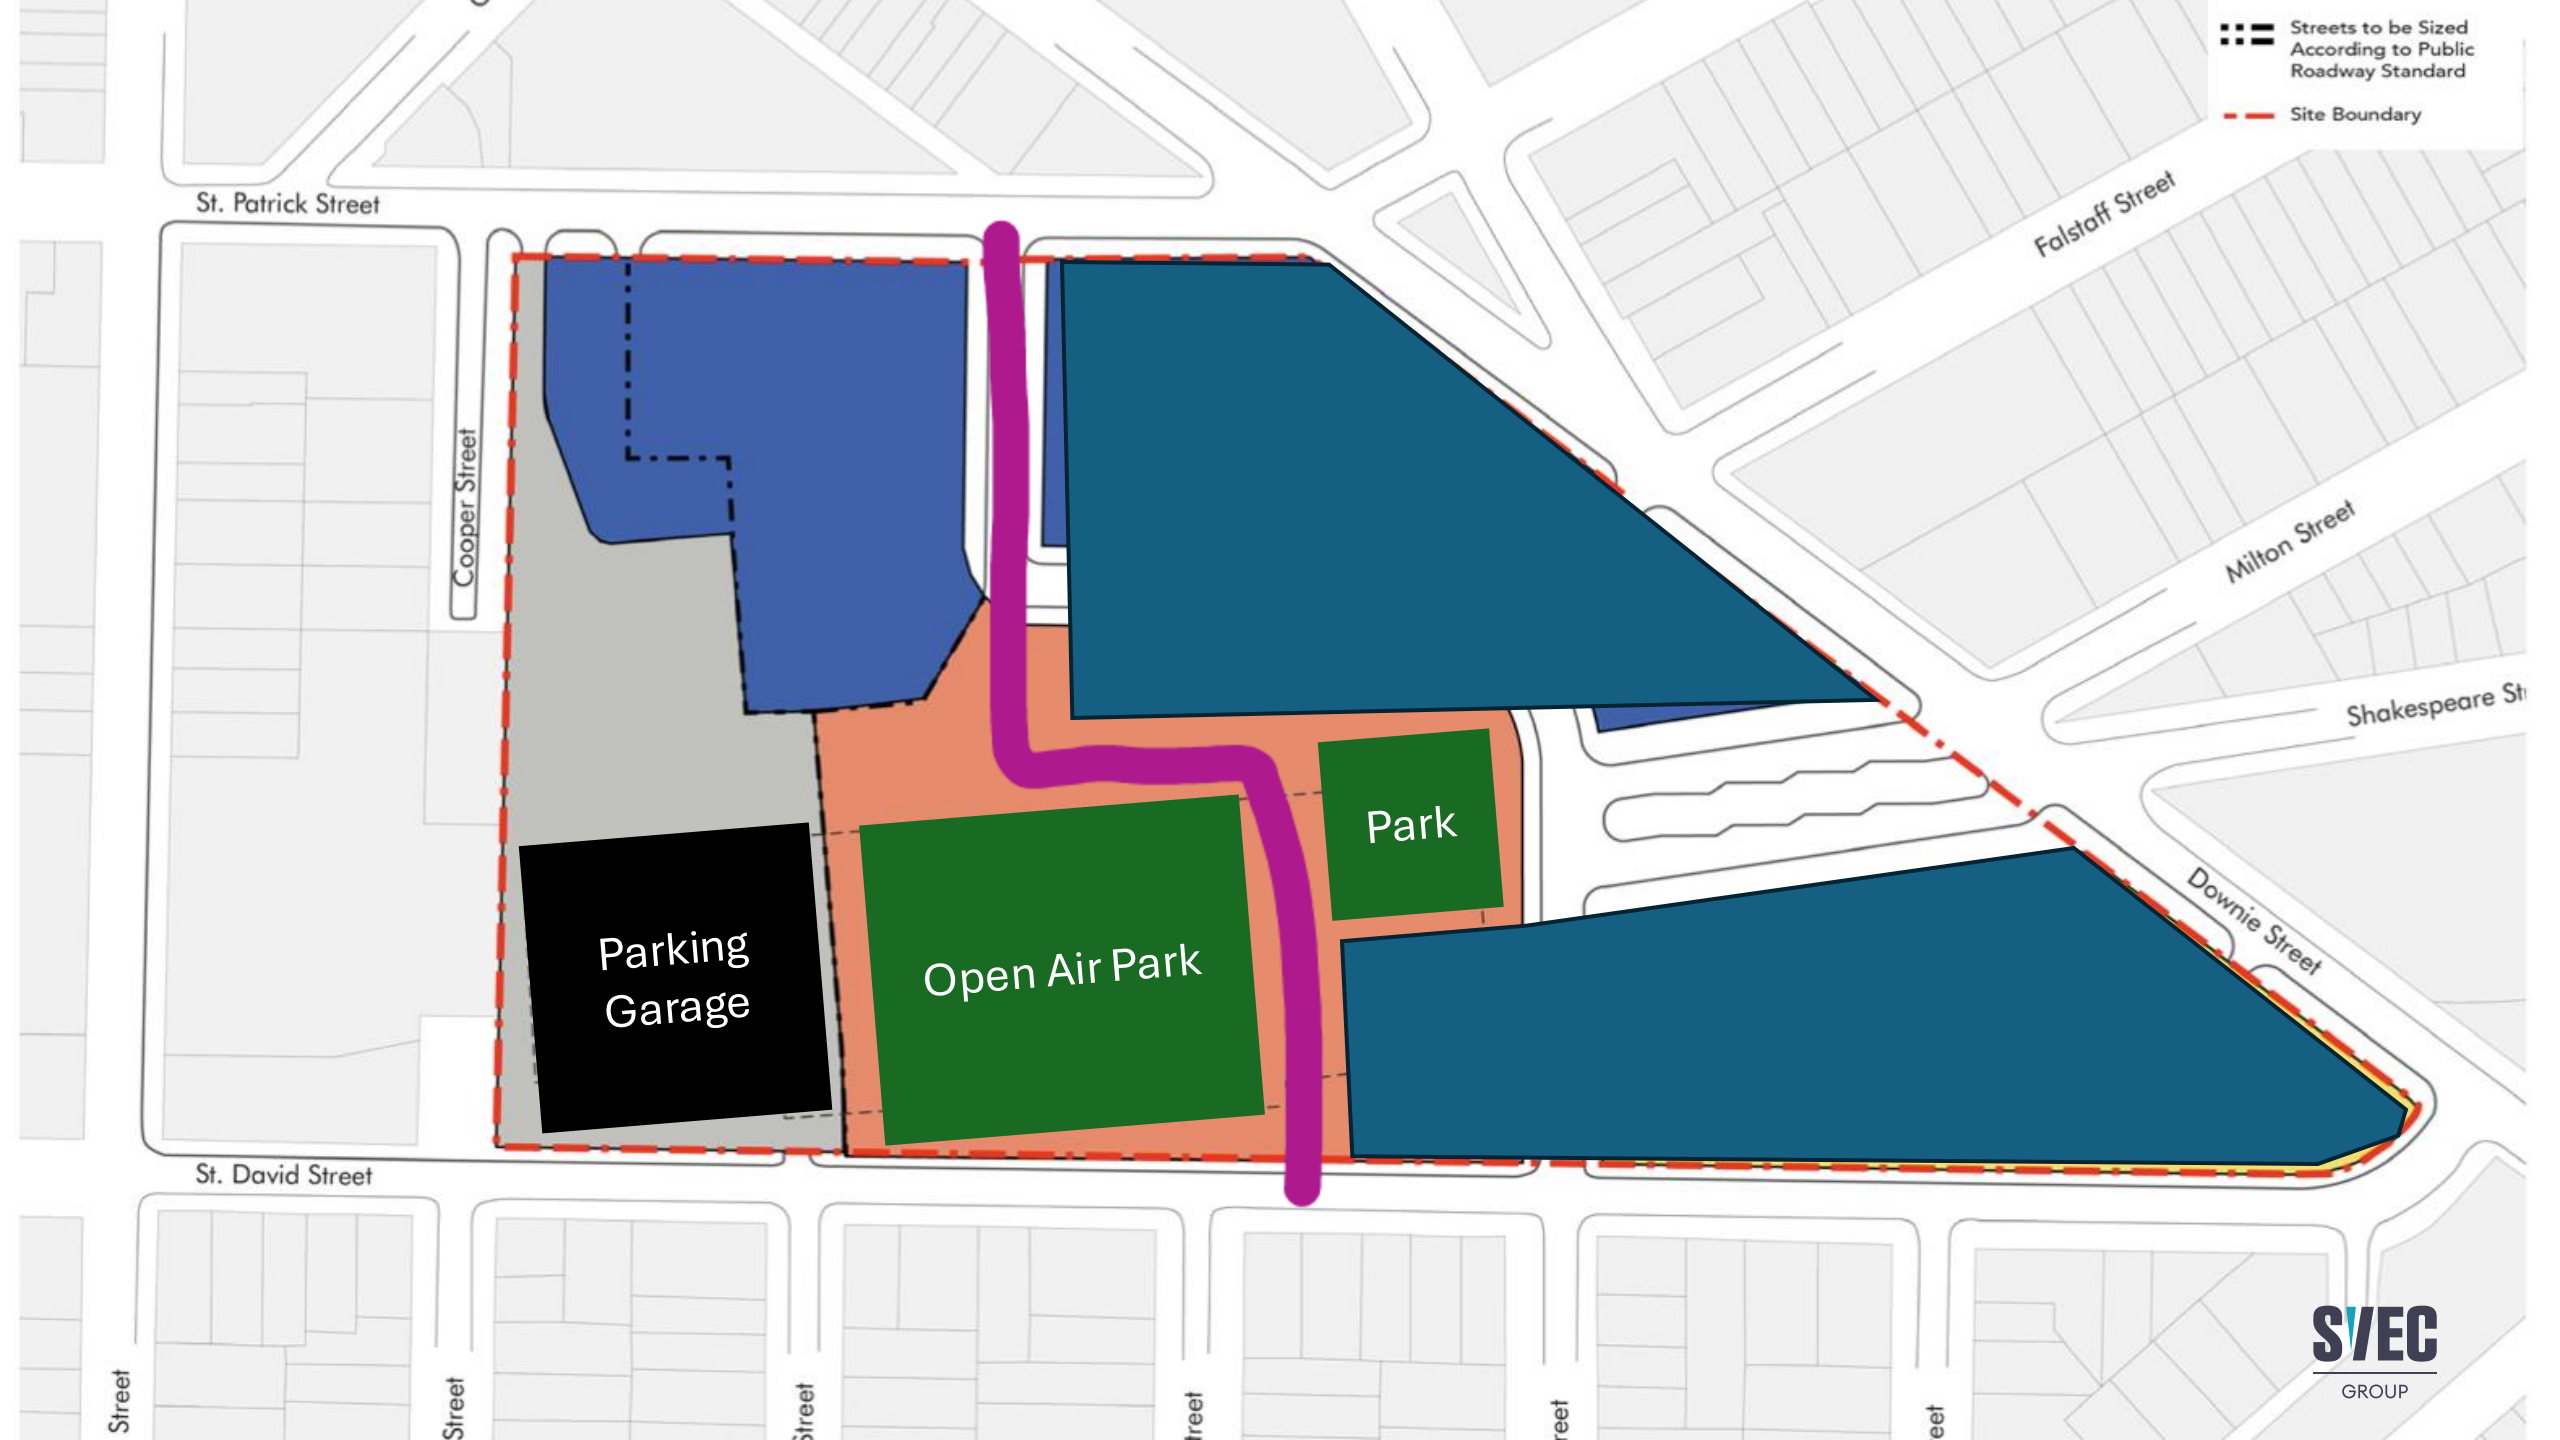 Streets to be Sized
According to Public
Roadway Standard
Site Boundary
St. Patrick Street
Falstaff Street
Cooper Street
Milton Street
Shakespeare
Park
Parking
Garage
Open Air Park
Downie Street
St. David Street
Street
Street
Street
SVEC
GROUP